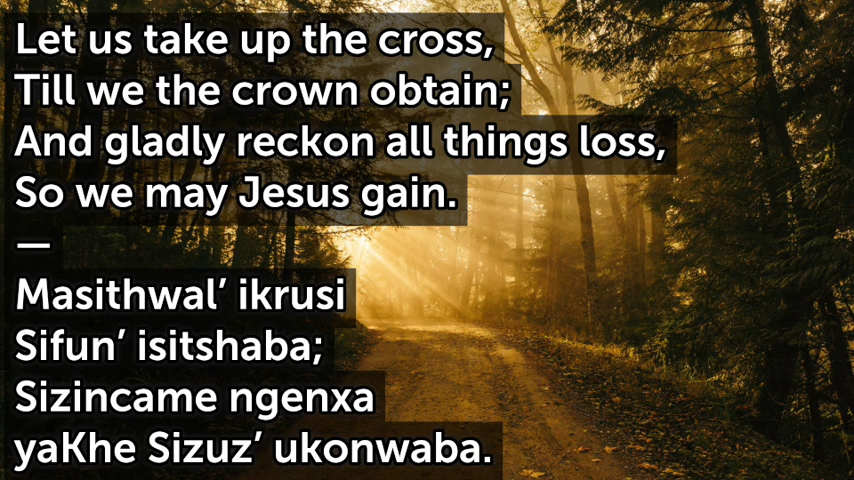 Let us take up the cross,
Till we the crown obtain;
And gladly reckon all things loss,
So we may Jesus gain.
—
Masithwal’ ikrusi
Sifun’ isitshaba;
Sizincame ngenxa
yaKhe Sizuz’ ukonwaba.